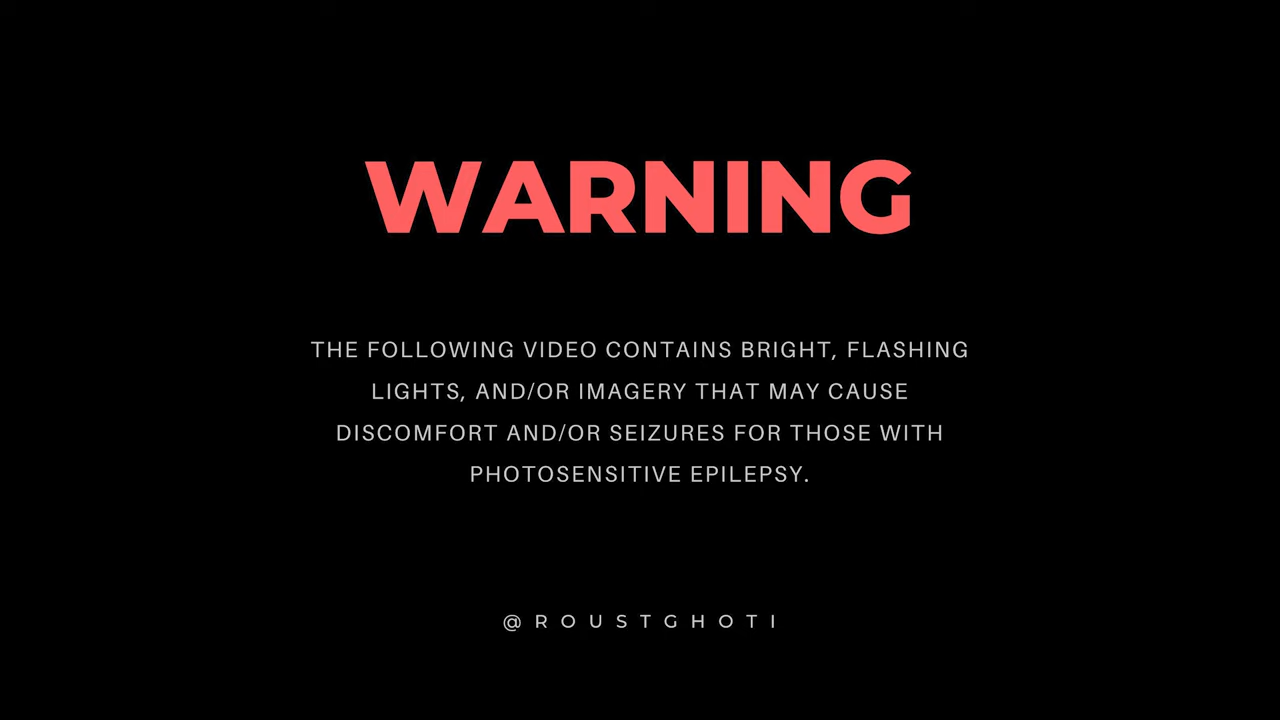 WARNING
THE FOLLOWING VIDEO CONTAINS BRIGHT, FLASHING
LIGHTS, AND/OR IMAGERY THAT MAY CAUSE
DISCOMFORT AND/OR SEIZURES FOR THOSE WITH
PHOTOSENSITIVE EPILEPSY.
@ROUSTGHOTI